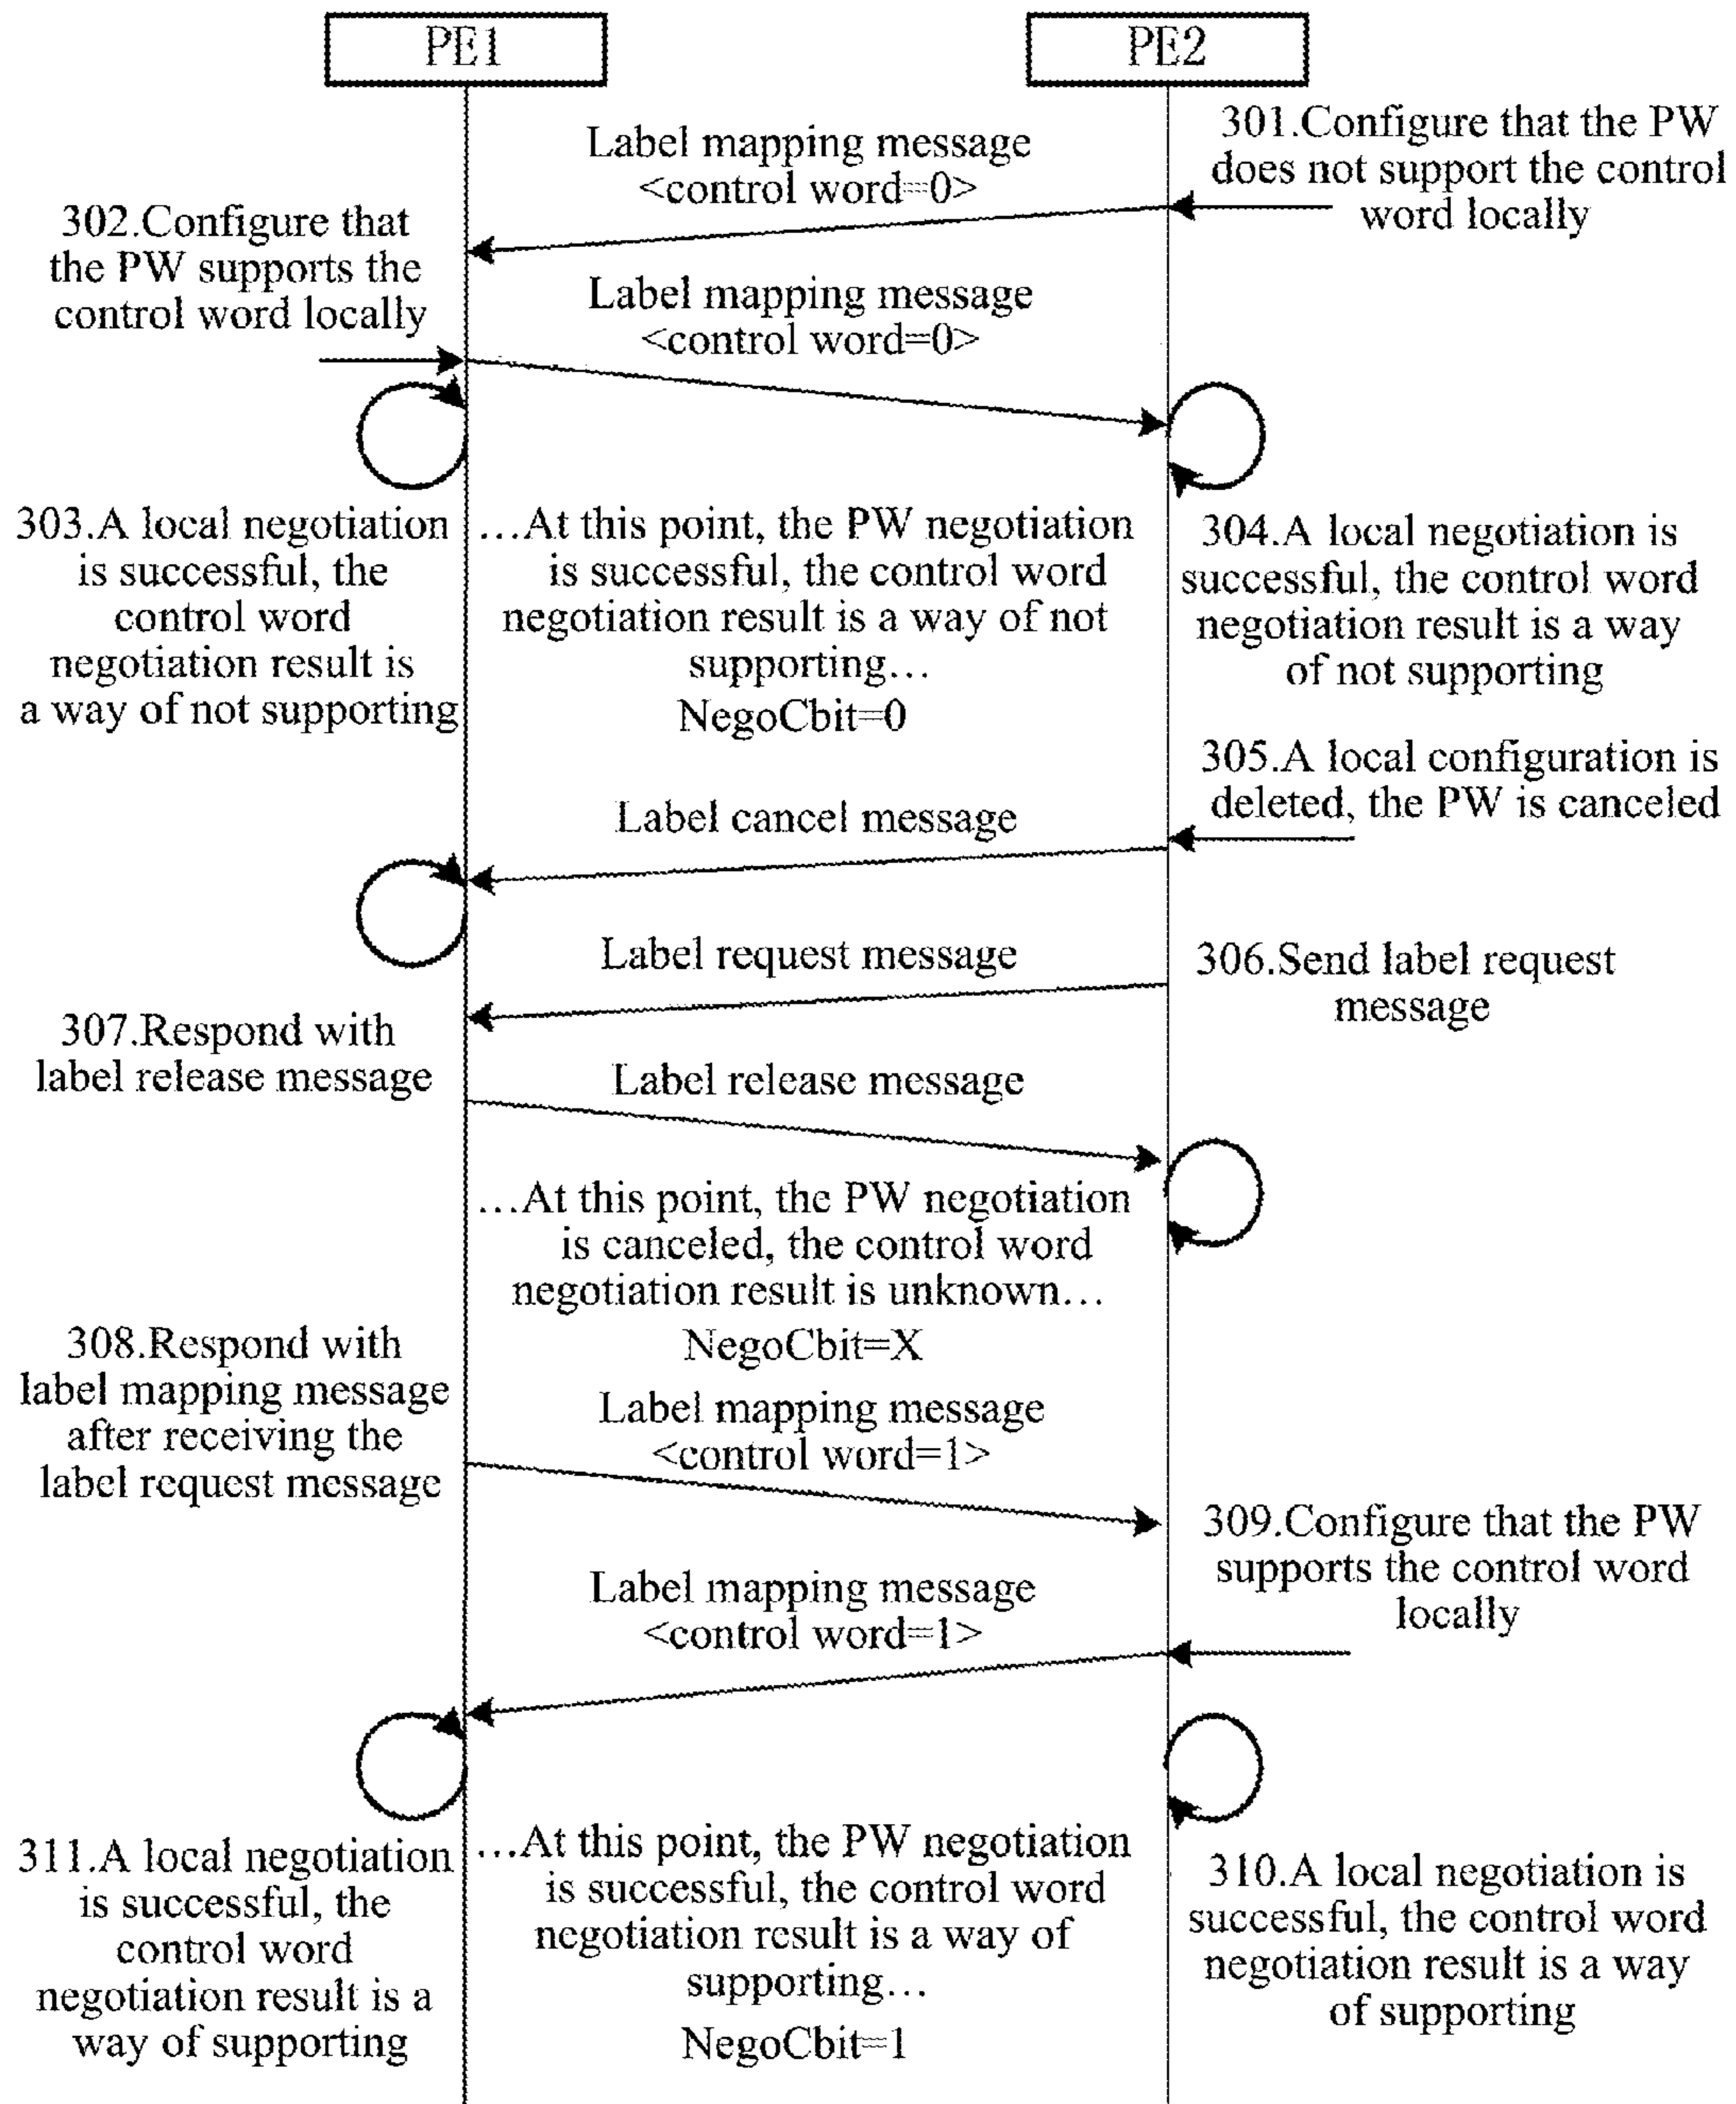 PE1
PE2
301.Configure that the PW
does not support the control
word locally
Label mapping message
<control word=0>
302.Configure that
the PW supports the
control word locally
Label mapping message
<control word=0>
303.A local negotiation
is successful, the
control word
negotiation result is
a way of not supporting
…At this point, the PW negotiation
is successful, the control word
negotiation result is a way of not
supporting…
NegoCbit=0
304.A local negotiation is
successful, the control word
negotiation result is a way
of not supporting
305.A local configuration is
deleted, the PW is canceled
Label cancel message
Label request message
306.Send label request
message
307.Respond with
label release message
Label release message
…At this point, the PW negotiation
is canceled, the control word
negotiation result is unknown…
NegoCbit=X
308.Respond with
label mapping message
after receiving the
label request message
Label mapping message
<control word=1>
309.Configure that the PW
supports the control word
locally
Label mapping message
<control word=1>
311.A local negotiation
is successful, the
control word
negotiation result is a
way of supporting
…At this point, the PW negotiation
is successful, the control word
negotiation result is a way of
supporting…
NegoCbit=1
310.A local negotiation is
successful, the control word
negotiation result is a way
of supporting